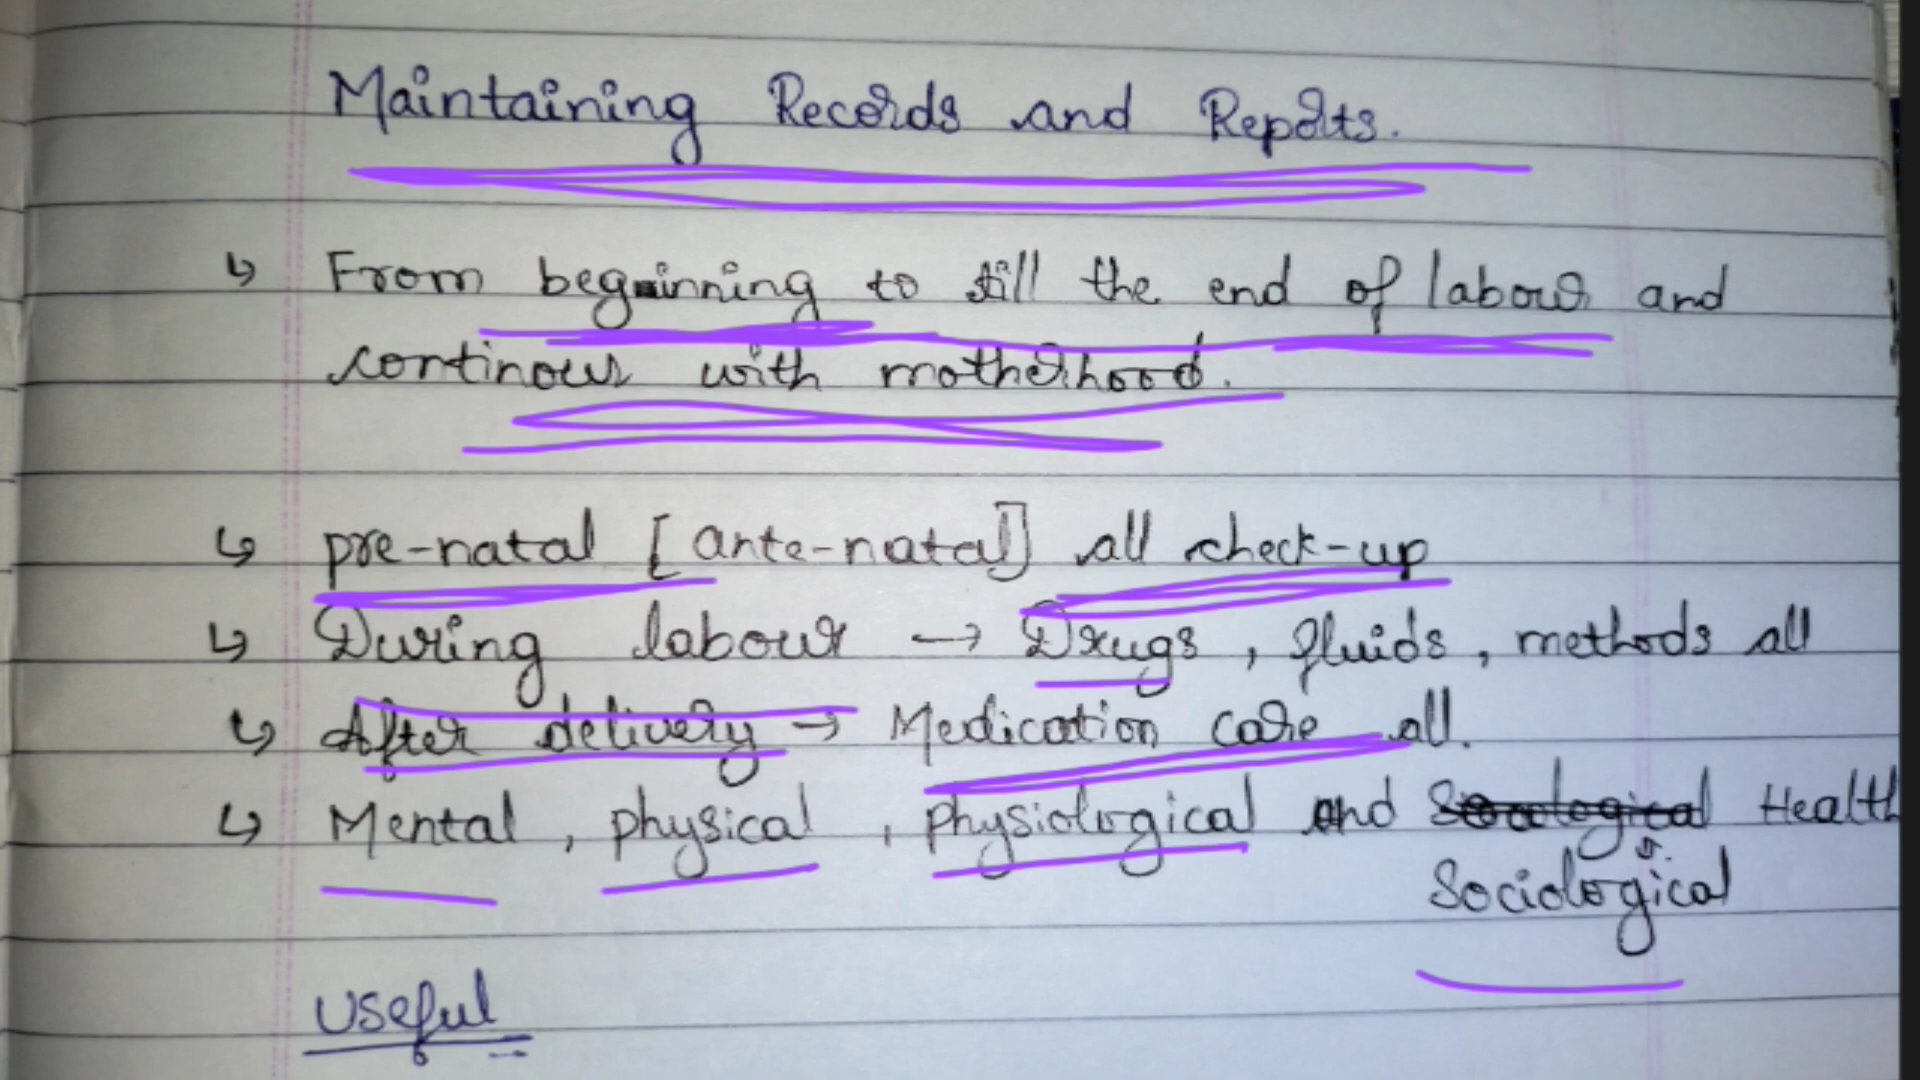 Maintaining Records and Reports.
↳ From beginning to till the end of labour and
continour with motherhood.
↳ pre-natal [ante-natal] all check-up
↳ During labour → Drugs, fluids, methods all
↳ After delivery → Medication care all.
↳ Mental, physical, physiological and Health
Sociological
Useful